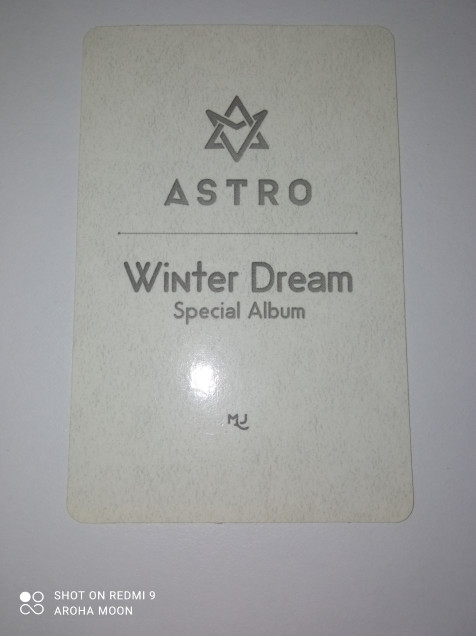 ASTRO
Winter Dream
Special Album
MJ
SHOT ON REDMI 9
AROHA MOON